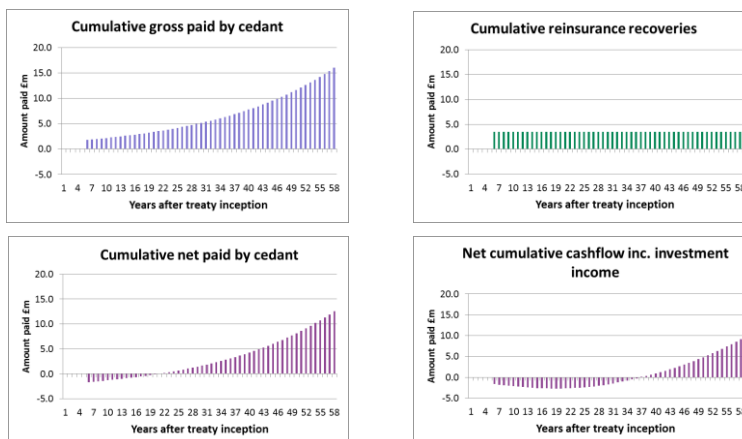 Cumulative gross paid by cedant
20.0
15.0
10.0
5.0
0.0
-5.0
Amount paid £m
1 4 7 10 13 16 19 22 25 28 31 34 37 40 43 46 49 52 55 58
Years after treaty inception
Cumulative reinsurance recoveries
20.0
15.0
10.0
5.0
0.0
-5.0
Amount paid £m
1 4 7 10 13 16 19 22 25 28 31 34 37 40 43 46 49 52 55 58
Years after treaty inception
Cumulative net paid by cedant
20.0
15.0
10.0
5.0
0.0
-5.0
Amount paid £m
1 4 7 10 13 16 19 22 25 28 31 34 37 40 43 46 49 52 55 58
Years after treaty inception
Net cumulative cashflow inc. investment
income
20.0
15.0
10.0
5.0
0.0
-5.0
Amount paid £m
1 4 7 10 13 16 19 22 25 28 31 34 37 40 43 46 49 52 55
Years after treaty inception